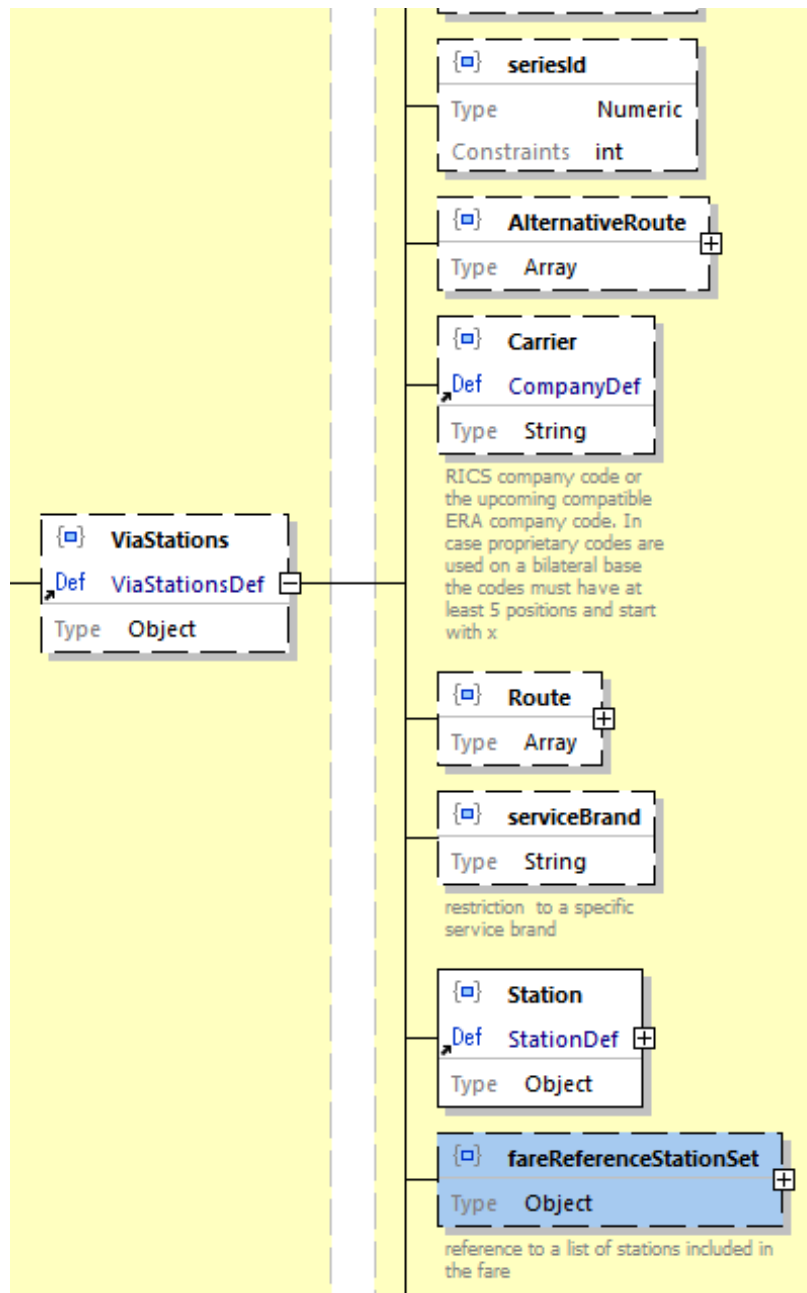 seriesId
Type Numeric
Constraints int
AlternativeRoute
Type Array
Carrier
Def CompanyDef
Type String
RICS company code or
the upcoming compatible
ERA company code. In
case proprietary codes are
used on a bilateral base
the codes must have at
least 5 positions and start
with x
ViaStations
Def ViaStationsDef
Type Object
Route
Type Array
serviceBrand
Type String
restriction to a specific
service brand
Station
Def StationDef
Type Object
fareReferenceStationSet
Type Object
reference to a list of stations included in
the fare